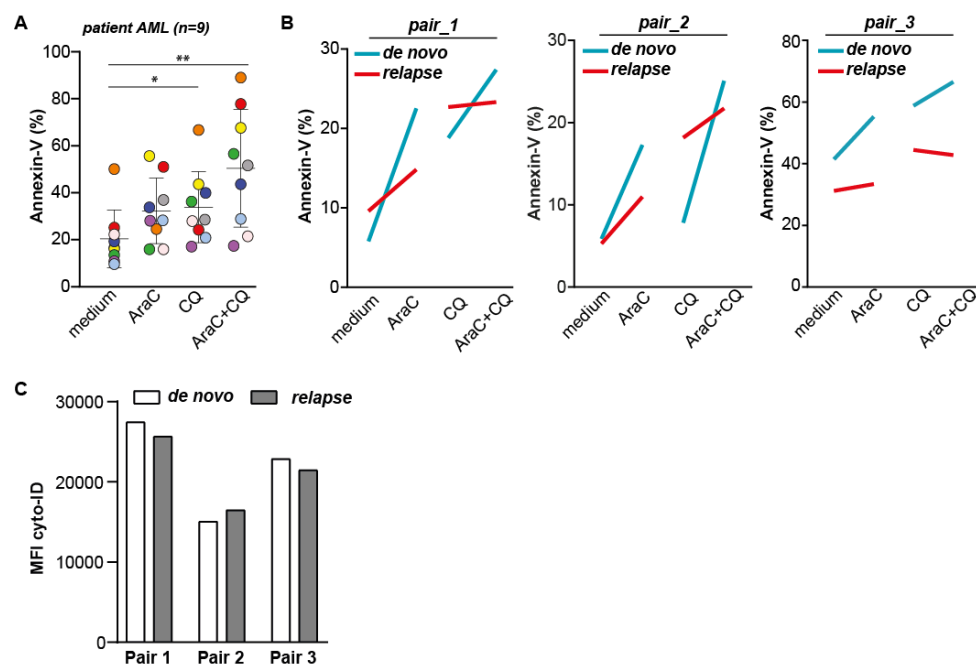 A
patient AML (n=9)
**
*
Annexin-V (%)
100
80
60
40
20
0
medium
AraC
CQ
AraC+CQ
B
pair_1
de novo
relapse
Annexin-V (%)
30
20
10
0
medium
AraC
CQ
AraC+CQ
pair_2
de novo
relapse
Annexin-V (%)
30
20
10
0
medium
AraC
CQ
AraC+CQ
pair_3
de novo
relapse
Annexin-V (%)
80
60
40
20
0
medium
AraC
CQ
AraC+CQ
C
de novo relapse
MFI cyto-ID
30000
20000
10000
0
Pair 1 Pair 2 Pair 3